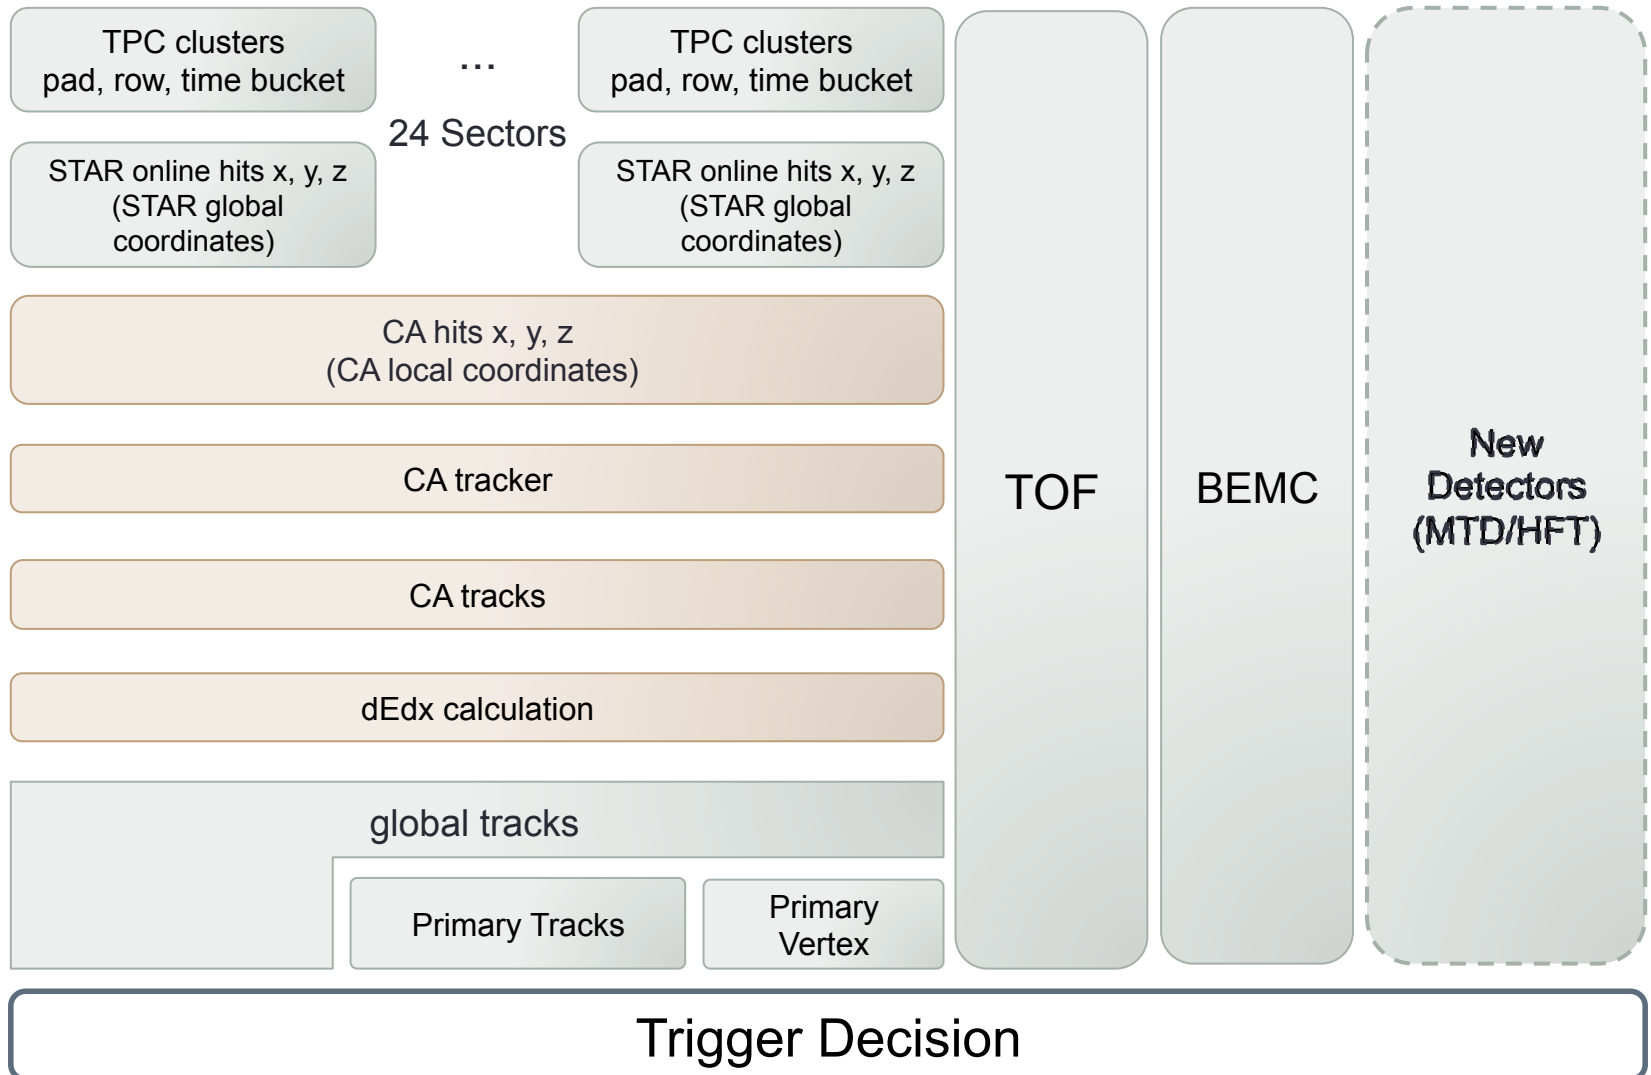 TPC clusters
pad, row, time bucket
...
TPC clusters
pad, row, time bucket
24 Sectors
STAR online hits x, y, z
(STAR global
coordinates)
STAR online hits x, y, z
(STAR global
coordinates)
CA hits x, y, z
(CA local coordinates)
CA tracker
CA tracks
dEdx calculation
global tracks
Primary Tracks
Primary
Vertex
TOF
BEMC
New
Detectors
(MTD/HFT)
Trigger Decision